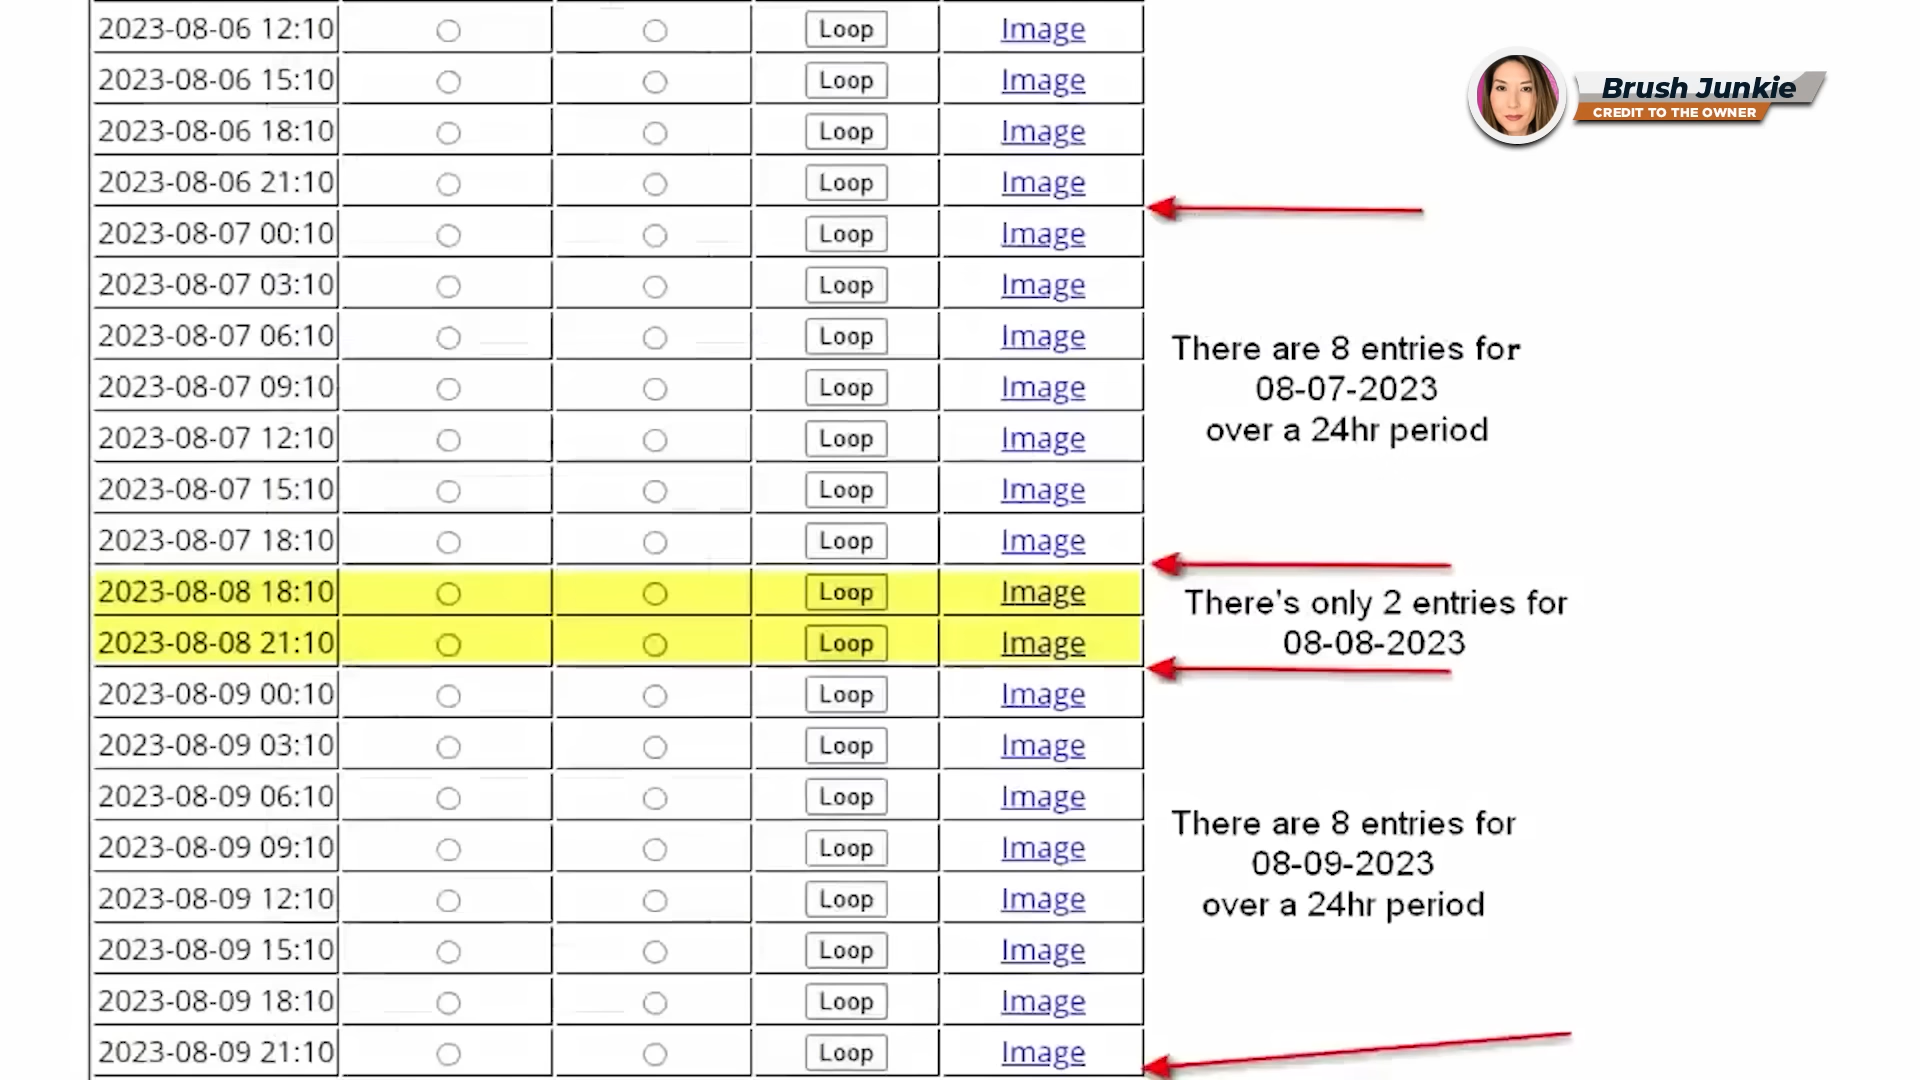 2023-08-06 12:10 Loop Image
2023-08-06 15:10 Loop Image
Brush Junkie
CREDIT TO THE OWNER
2023-08-06 18:10 Loop Image
2023-08-06 21:10 Loop Image
2023-08-07 00:10 Loop Image
2023-08-07 03:10 Loop Image
2023-08-07 06:10 Loop Image
2023-08-07 09:10 Loop Image
2023-08-07 12:10 Loop Image
There are 8 entries for
08-07-2023
over a 24hr period
2023-08-07 15:10 Loop Image
2023-08-07 18:10 Loop Image
2023-08-08 18:10 Loop Image
2023-08-08 21:10 Loop Image
There's only 2 entries for
08-08-2023
2023-08-09 00:10 Loop Image
2023-08-09 03:10 Loop Image
2023-08-09 06:10 Loop Image
2023-08-09 09:10 Loop Image
2023-08-09 12:10 Loop Image
There are 8 entries for
08-09-2023
over a 24hr period
2023-08-09 15:10 Loop Image
2023-08-09 18:10 Loop Image
2023-08-09 21:10 Loop Image